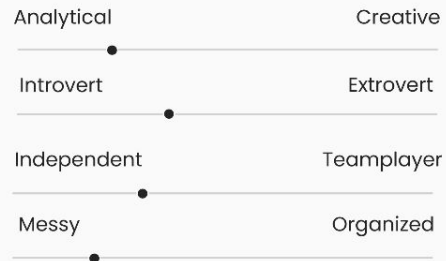 Analytical Creative
Introvert Extrovert
Independent Teamplayer
Messy Organized